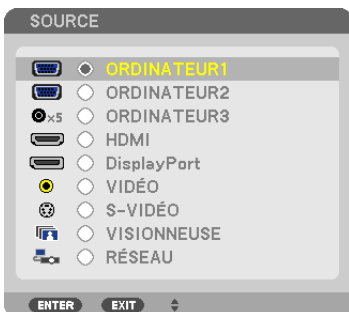 SOURCE
ORDINATEUR1
ORDINATEUR2
×5 ORDINATEUR3
HDMI
DisplayPort
VIDÉO
S-VIDÉO
VISIONNEUSE
RÉSEAU
ENTER EXIT